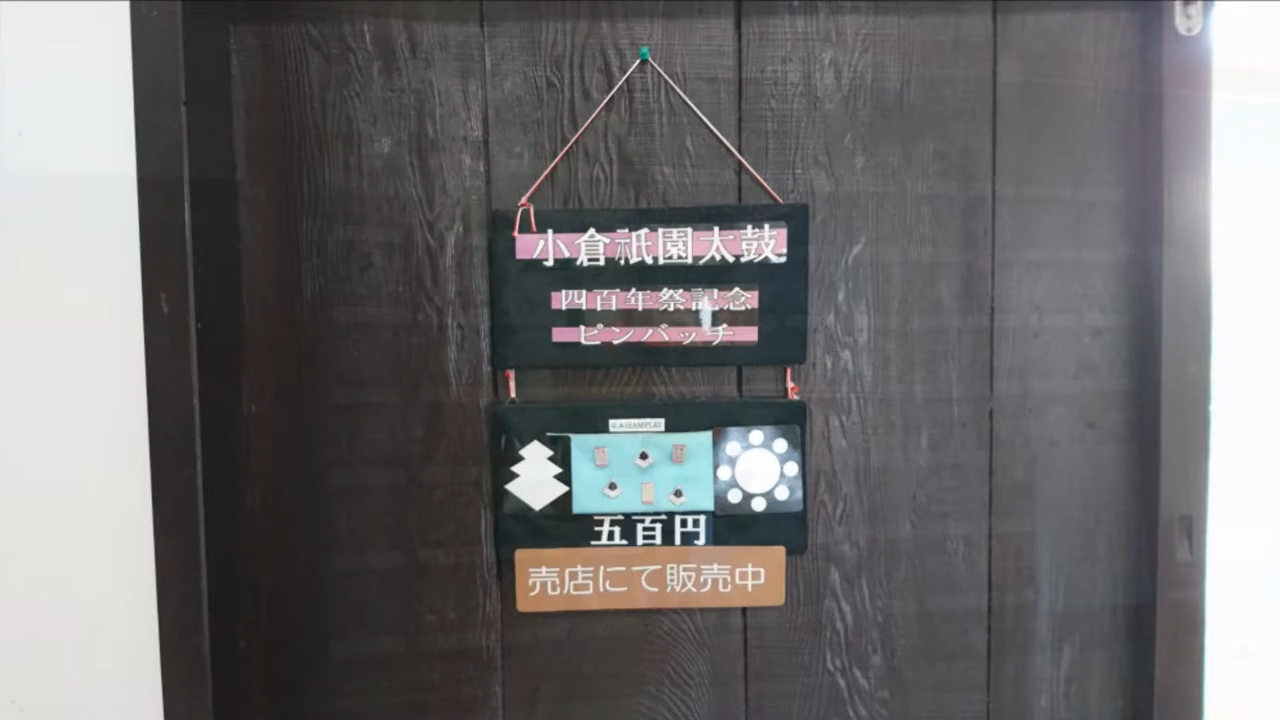 小倉祇園太鼓
四百年祭記念
ピンバッチ
五百円
売店にて販売中